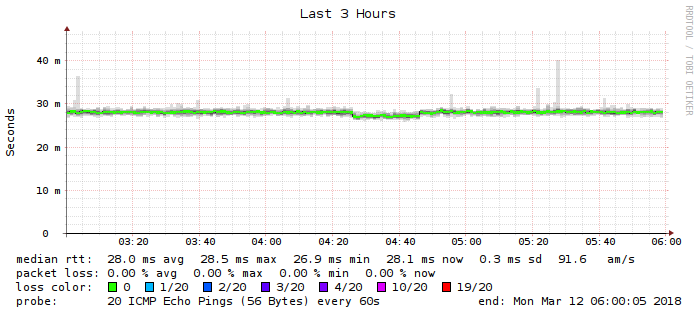 Last 3 Hours
RRDTOOL / TOBI OETIKER
Seconds
40 m
30 m
20 m
10 m
0
03:20 03:40 04:00 04:20 04:40 05:00 05:20 05:40 06:00
median rtt: 28.0 ms avg 28.5 ms max 26.9 ms min 28.1 ms now 0.3 ms sd 91.6 am/s
packet loss: 0.00 % avg 0.00 % max 0.00 % min 0.00 % now
loss color: 0 1/20 2/20 3/20 4/20 10/20 19/20
probe: 20 ICMP Echo Pings (56 Bytes) every 60s end: Mon Mar 12 06:00:05 2018